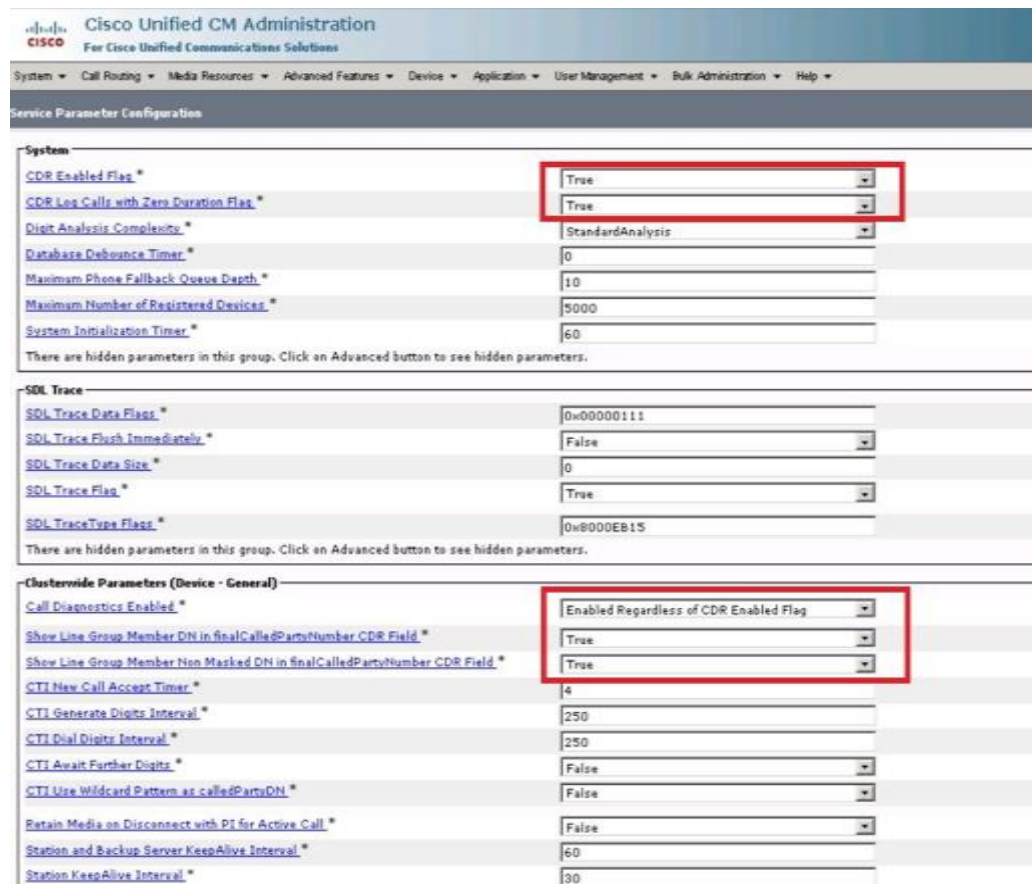 Cisco Unified CM Administration
CISCO For Cisco Unified Communications Solutions
System Call Routing Media Resources Advanced Features Device Application User Management Bulk Administration Help
Service Parameter Configuration
System
CDR Enabled Flag * True
CDR Log Calls with Zero Duration Flag * True
Digit Analysis Complexity * StandardAnalysis
Database Debounce Timer * 0
Maximum Phone Fallback Queue Depth * 10
Maximum Number of Registered Devices * 5000
System Initialization Timer * 60
There are hidden parameters in this group. Click on Advanced button to see hidden parameters.
SDL Trace
SDL Trace Data Flags * 0x00000111
SDL Trace Flush Immediately * False
SDL Trace Data Size * 0
SDL Trace Flag * True
SDL TraceType Flags * 0x8000EB15
There are hidden parameters in this group. Click on Advanced button to see hidden parameters.
Clusterwide Parameters (Device - General)
Call Diagnostics Enabled * Enabled Regardless of CDR Enabled Flag
Show Line Group Member DN in finalCalledPartyNumber CDR Field * True
Show Line Group Member Non Masked DN in finalCalledPartyNumber CDR Field * True
CTI New Call Accept Timer * 4
CTI Generate Digits Interval * 250
CTI Dial Digits Interval * 250
CTI Await Further Digits * False
CTI Use Wildcard Pattern as calledPartyDN * False
Retain Media on Disconnect with PI for Active Call * False
Station and Backup Server KeepAlive Interval * 60
Station KeepAlive Interval * 30